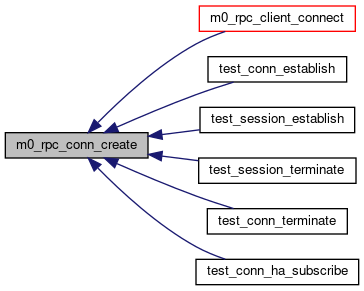 m0_rpc_client_connect
test_conn_establish
test_session_establish
m0_rpc_conn_create
test_session_terminate
test_conn_terminate
test_conn_ha_subscribe